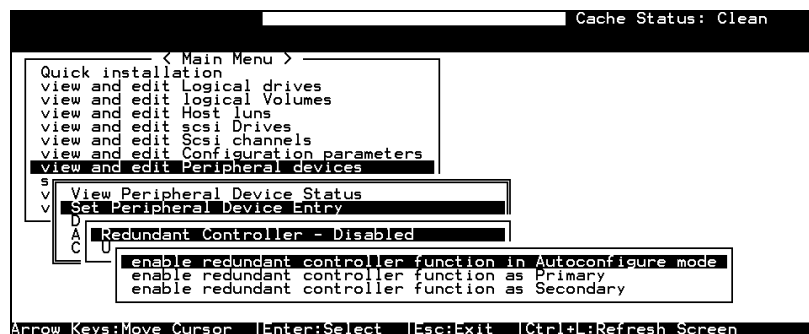 Cache Status: Clean
< Main Menu >
Quick installation
view and edit Logical drives
view and edit logical Volumes
view and edit Host luns
view and edit scsi Drives
view and edit Scsi channels
view and edit Configuration parameters
view and edit Peripheral devices
s
v View Peripheral Device Status
v Set Peripheral Device Entry
D
A Redundant Controller - Disabled
C U
enable redundant controller function in Autoconfigure mode
enable redundant controller function as Primary
enable redundant controller function as Secondary
Arrow Keys:Move Cursor |Enter:Select |Esc:Exit |Ctrl+L:Refresh Screen